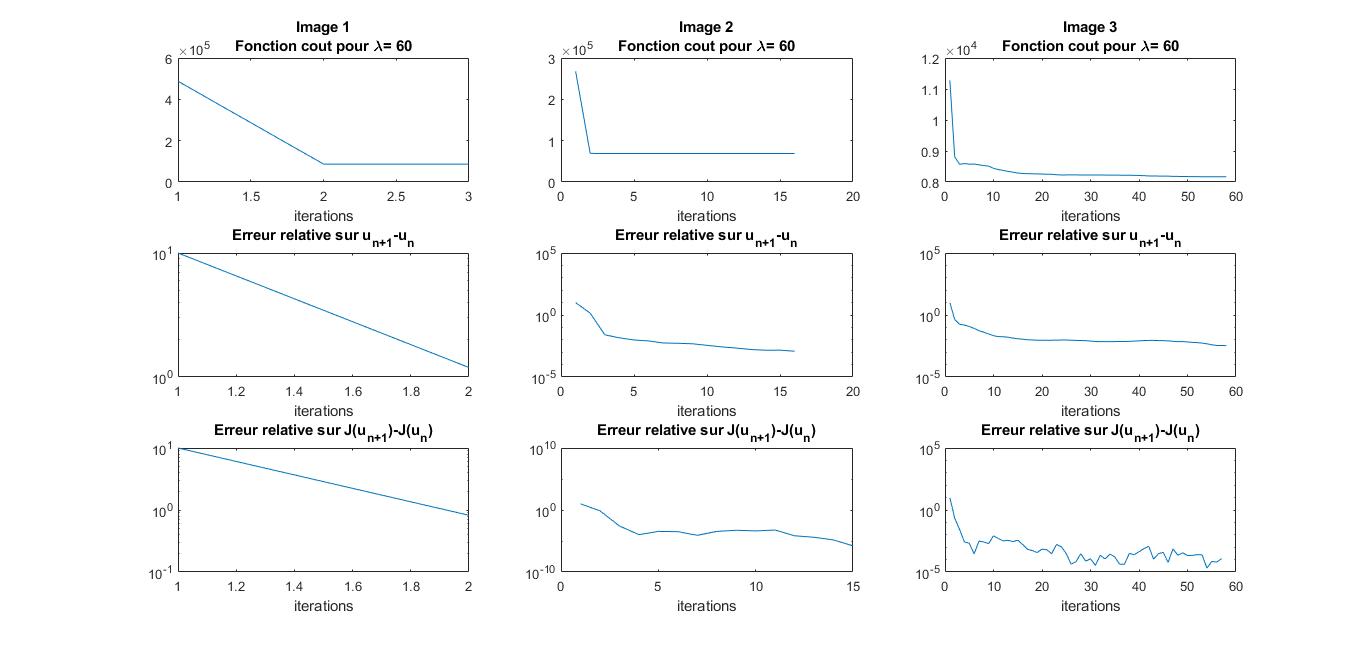 Image 1
Fonction cout pour λ= 60
×10^5
6
4
2
0
1 1.5 2 2.5 3
iterations
Image 2
Fonction cout pour λ= 60
×10^5
3
2
1
0
0 5 10 15 20
iterations
Image 3
Fonction cout pour λ= 60
×10^4
1.2
1.1
1
0.9
0.8
0 10 20 30 40 50 60
iterations
Erreur relative sur u_n+1-u_n
10^1
10^0
1 1.2 1.4 1.6 1.8 2
iterations
Erreur relative sur u_n+1-u_n
10^5
10^0
10^-5
0 5 10 15 20
iterations
Erreur relative sur u_n+1-u_n
10^5
10^0
10^-5
0 10 20 30 40 50 60
iterations
Erreur relative sur J(u_n+1)-J(u_n)
10^1
10^0
10^-1
1 1.2 1.4 1.6 1.8 2
iterations
Erreur relative sur J(u_n+1)-J(u_n)
10^10
10^0
10^-10
0 5 10 15
iterations
Erreur relative sur J(u_n+1)-J(u_n)
10^5
10^0
10^-5
0 10 20 30 40 50 60
iterations